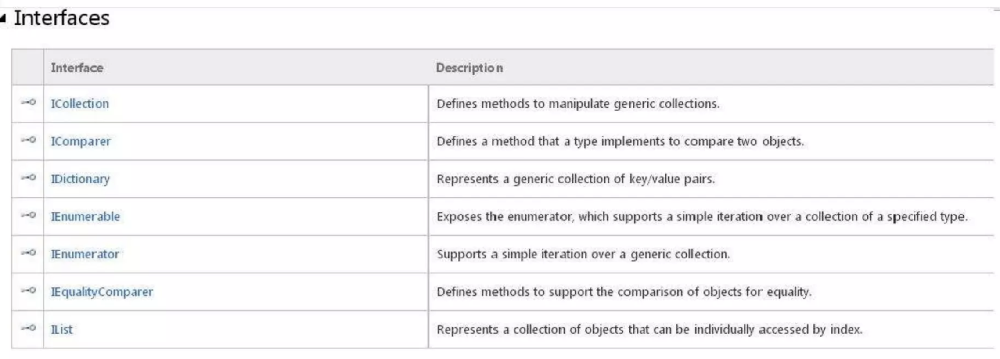 Interfaces
Interface Description
ICollection Defines methods to manipulate generic collections.
IComparer Defines a method that a type implements to compare two objects.
IDictionary Represents a generic collection of key/value pairs.
IEnumerable Exposes the enumerator, which supports a simple iteration over a collection of a specified type.
IEnumerator Supports a simple iteration over a generic collection.
IEqualityComparer Defines methods to support the comparison of objects for equality.
IList Represents a collection of objects that can be individually accessed by index.